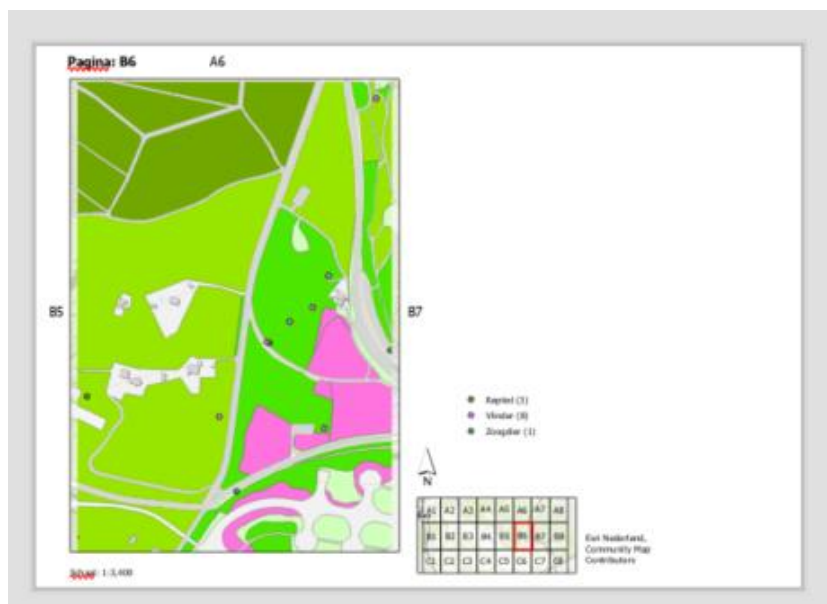 Pagina: B6 A6
B5
B7
Reptiel (3)
Vlinder (8)
Zoogdier (1)
N
A1 A2 A3 A4 A5 A6 A7 A8
B1 B2 B3 B4 B5 B6 B7 B8
C1 C2 C3 C4 C5 C6 C7 C8
Esri Nederland,
Community Map
Contributors
Schaal: 1:3,400